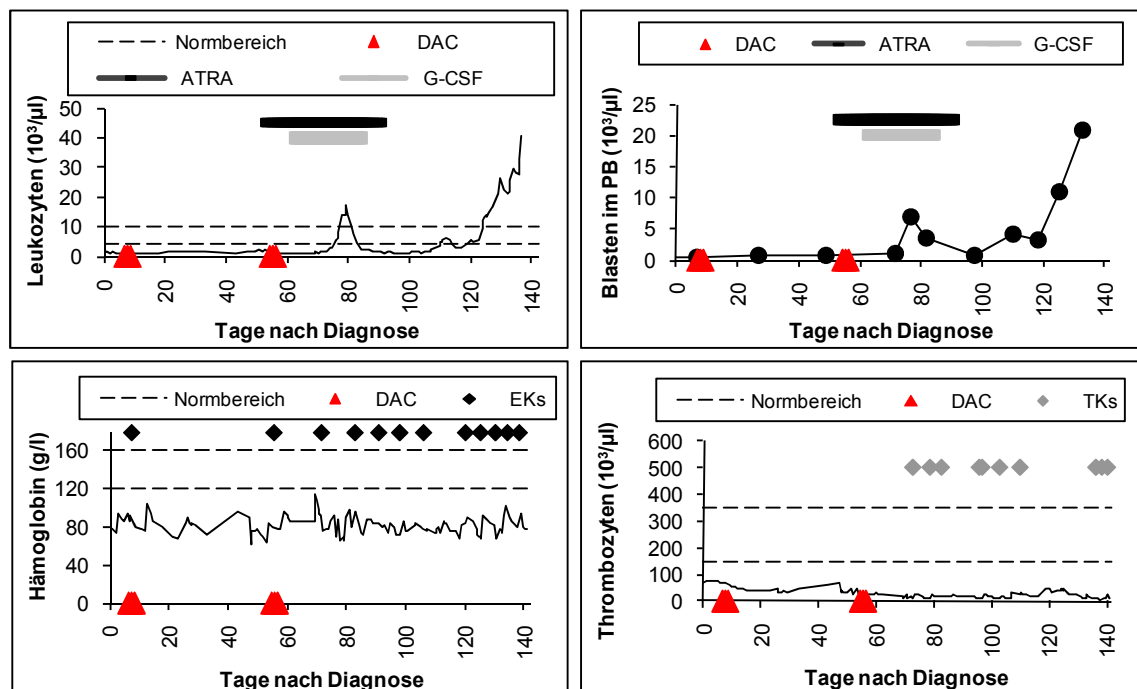 Normbereich DAC
ATRA G-CSF
Leukozyten (10³/µl)
50
40
30
20
10
0
0 20 40 60 80 100 120 140
Tage nach Diagnose
DAC ATRA G-CSF
Blasten im PB (10³/µl)
25
20
15
10
5
0
0 20 40 60 80 100 120 140
Tage nach Diagnose
Normbereich DAC EKs
Hämoglobin (g/l)
160
120
80
40
0
0 20 40 60 80 100 120 140
Tage nach Diagnose
Normbereich DAC TKs
Thrombozyten (10³/µl)
600
500
400
300
200
100
0
0 20 40 60 80 100 120 140
Tage nach Diagnose